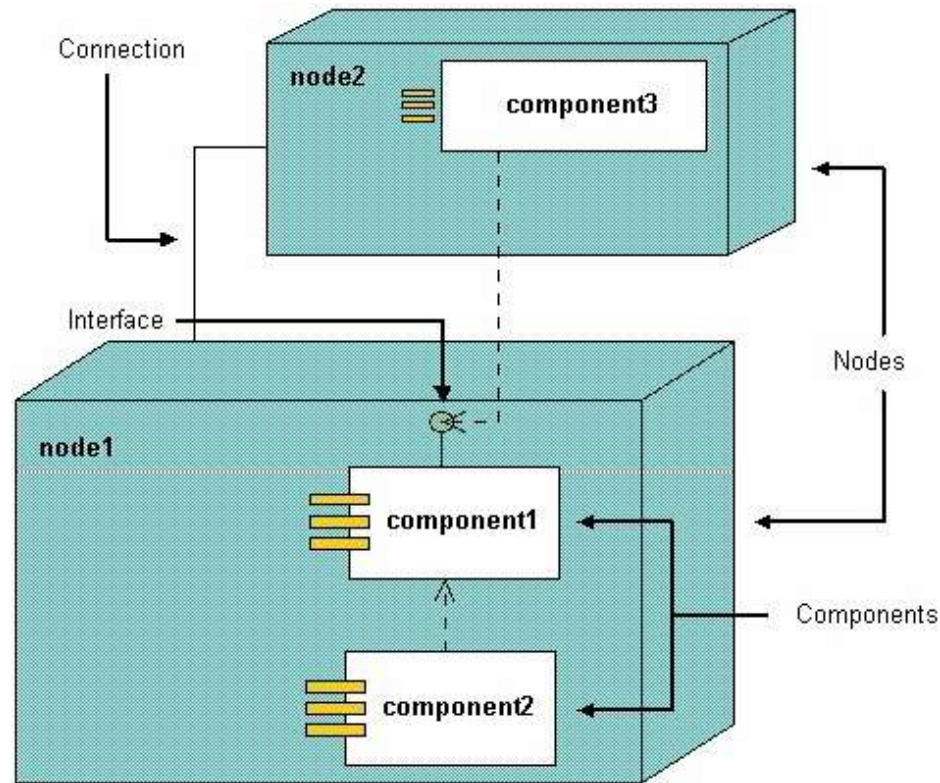 Connection
node2
component3
Interface
Nodes
node1
component1
Components
component2